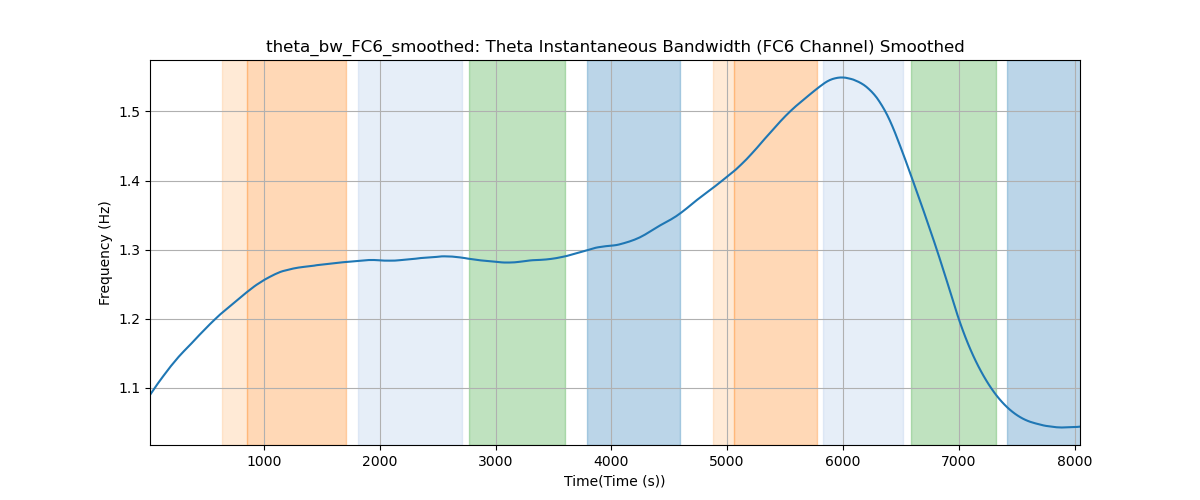 theta_bw_FC6_smoothed: Theta Instantaneous Bandwidth (FC6 Channel) Smoothed
Frequency (Hz)
1.5
1.4
1.3
1.2
1.1
1000 2000 3000 4000 5000 6000 7000 8000
Time(Time (s))